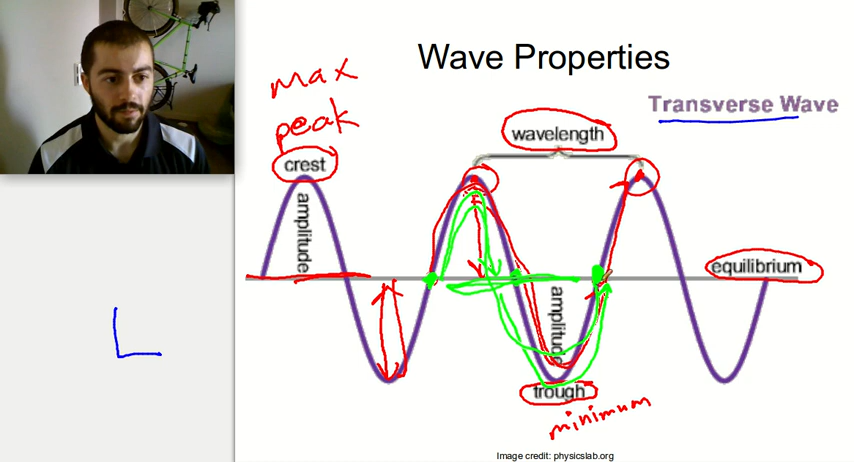 Wave Properties
max
peak
Transverse Wave
wavelength
crest
amplitude
equilibrium
amplitude
trough
minimum
L
Image credit: physicslab.org